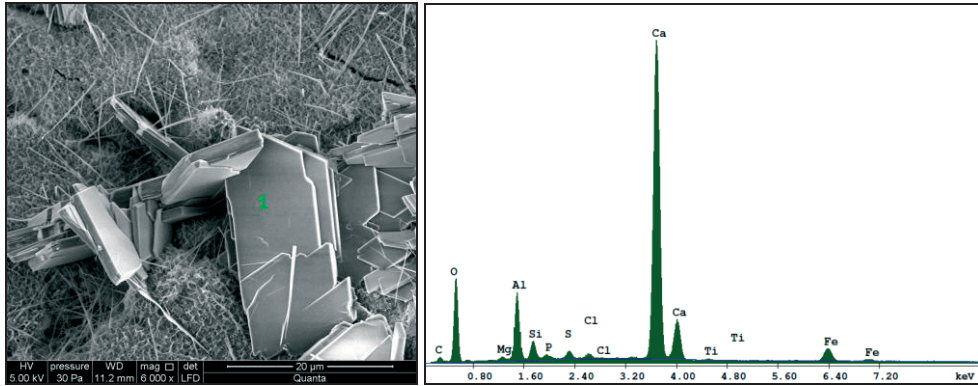 1
HV pressure WD mag □ det
5.00 kV 30 Pa 11.2 mm 6 000 x LFD
20 µm
Quanta
Ca
O
Al
Ca
Cl
Si
S
Ti
Fe
C
Mg
P
Cl
Ti
Fe
0.80 1.60 2.40 3.20 4.00 4.80 5.60 6.40 7.20 keV